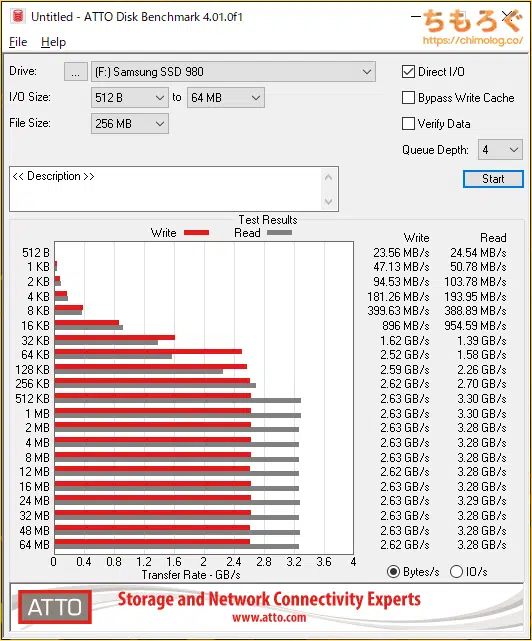 Untitled - ATTO Disk Benchmark 4.01.0f1
ちもろぐ
https://chimolog.co/
File Help
Drive: ... (F:) Samsung SSD 980
Direct I/O
I/O Size: 512 B to 64 MB
Bypass Write Cache
File Size: 256 MB
Verify Data
Queue Depth: 4
<< Description >>
Start
Test Results
Write Read Write Read
512 B 23.56 MB/s 24.54 MB/s
1 KB 47.13 MB/s 50.78 MB/s
2 KB 94.53 MB/s 103.78 MB/s
4 KB 181.26 MB/s 193.95 MB/s
8 KB 399.63 MB/s 388.89 MB/s
16 KB 896 MB/s 954.59 MB/s
32 KB 1.62 GB/s 1.39 GB/s
64 KB 2.52 GB/s 1.58 GB/s
128 KB 2.59 GB/s 2.26 GB/s
256 KB 2.62 GB/s 2.70 GB/s
512 KB 2.63 GB/s 3.30 GB/s
1 MB 2.63 GB/s 3.30 GB/s
2 MB 2.63 GB/s 3.28 GB/s
4 MB 2.63 GB/s 3.28 GB/s
8 MB 2.63 GB/s 3.28 GB/s
12 MB 2.62 GB/s 3.28 GB/s
16 MB 2.63 GB/s 3.28 GB/s
24 MB 2.63 GB/s 3.29 GB/s
32 MB 2.63 GB/s 3.28 GB/s
48 MB 2.63 GB/s 3.28 GB/s
64 MB 2.62 GB/s 3.28 GB/s
0 0.4 0.8 1.2 1.6 2 2.4 2.8 3.2 3.6 4
Transfer Rate - GB/s
Bytes/s IO/s
ATTO Storage and Network Connectivity Experts
www.atto.com